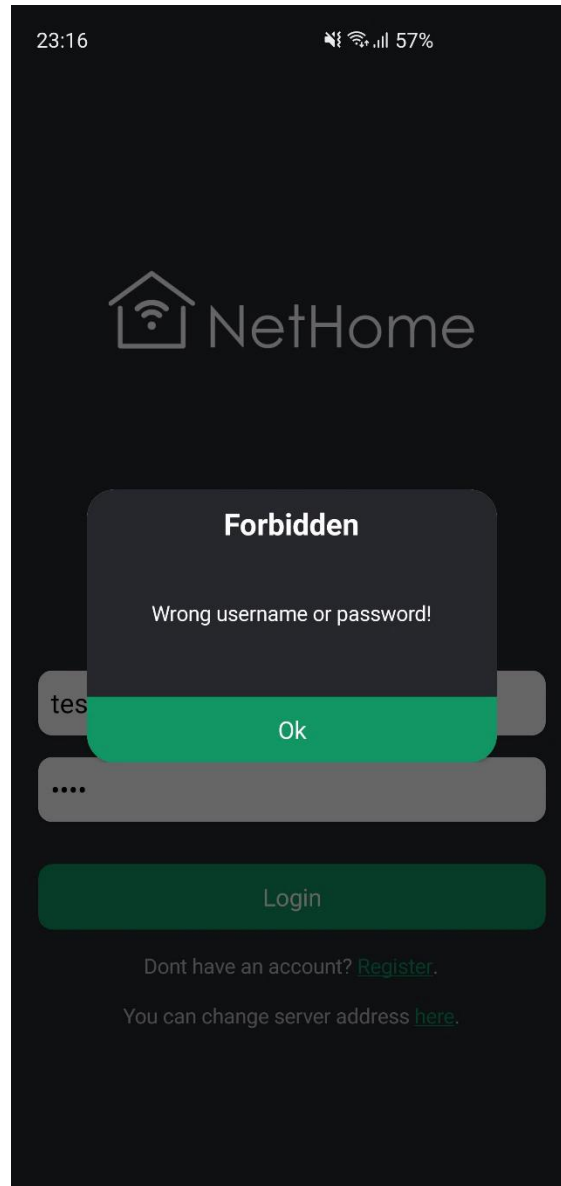 23:16 57%
NetHome
Forbidden
Wrong username or password!
tes
Ok
Login
Dont have an account? Register.
You can change server address here.